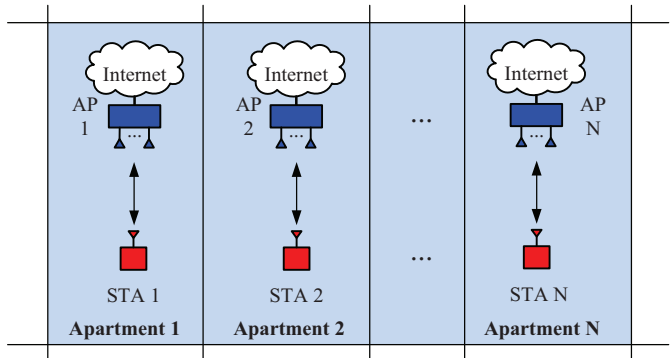 Internet
Internet
Internet
AP
1
...
AP
2
...
...
AP
N
...
...
STA 1
STA 2
STA N
Apartment 1
Apartment 2
Apartment N